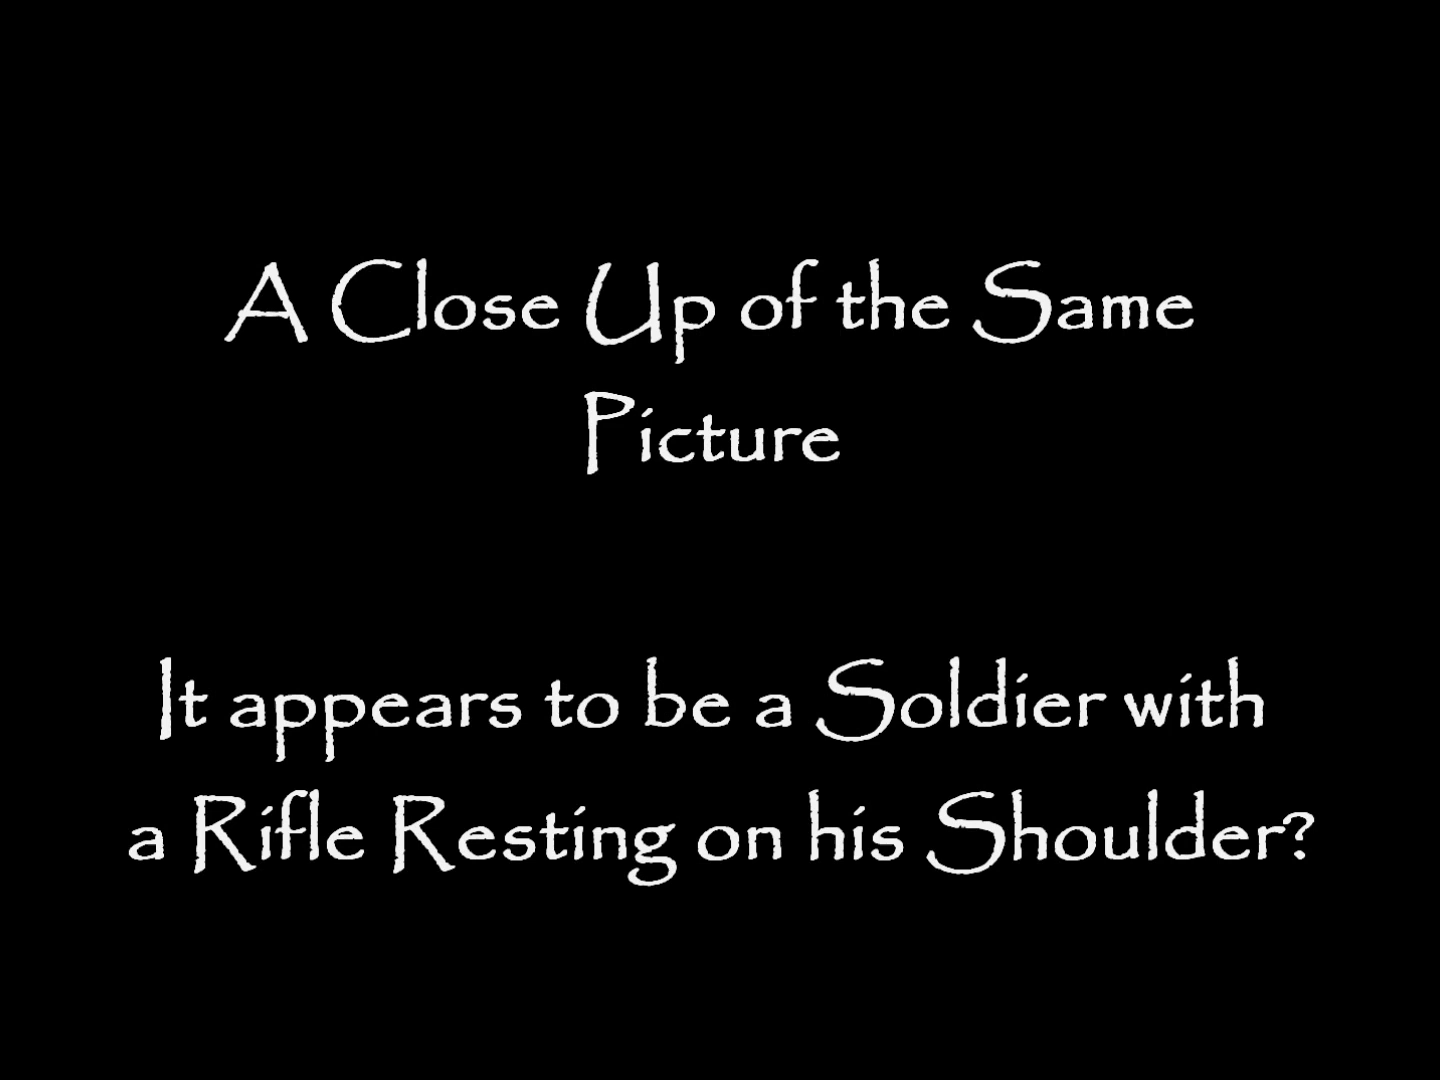 A Close Up of the Same
Picture
It appears to be a Soldier with
a Rifle Resting on his Shoulder?